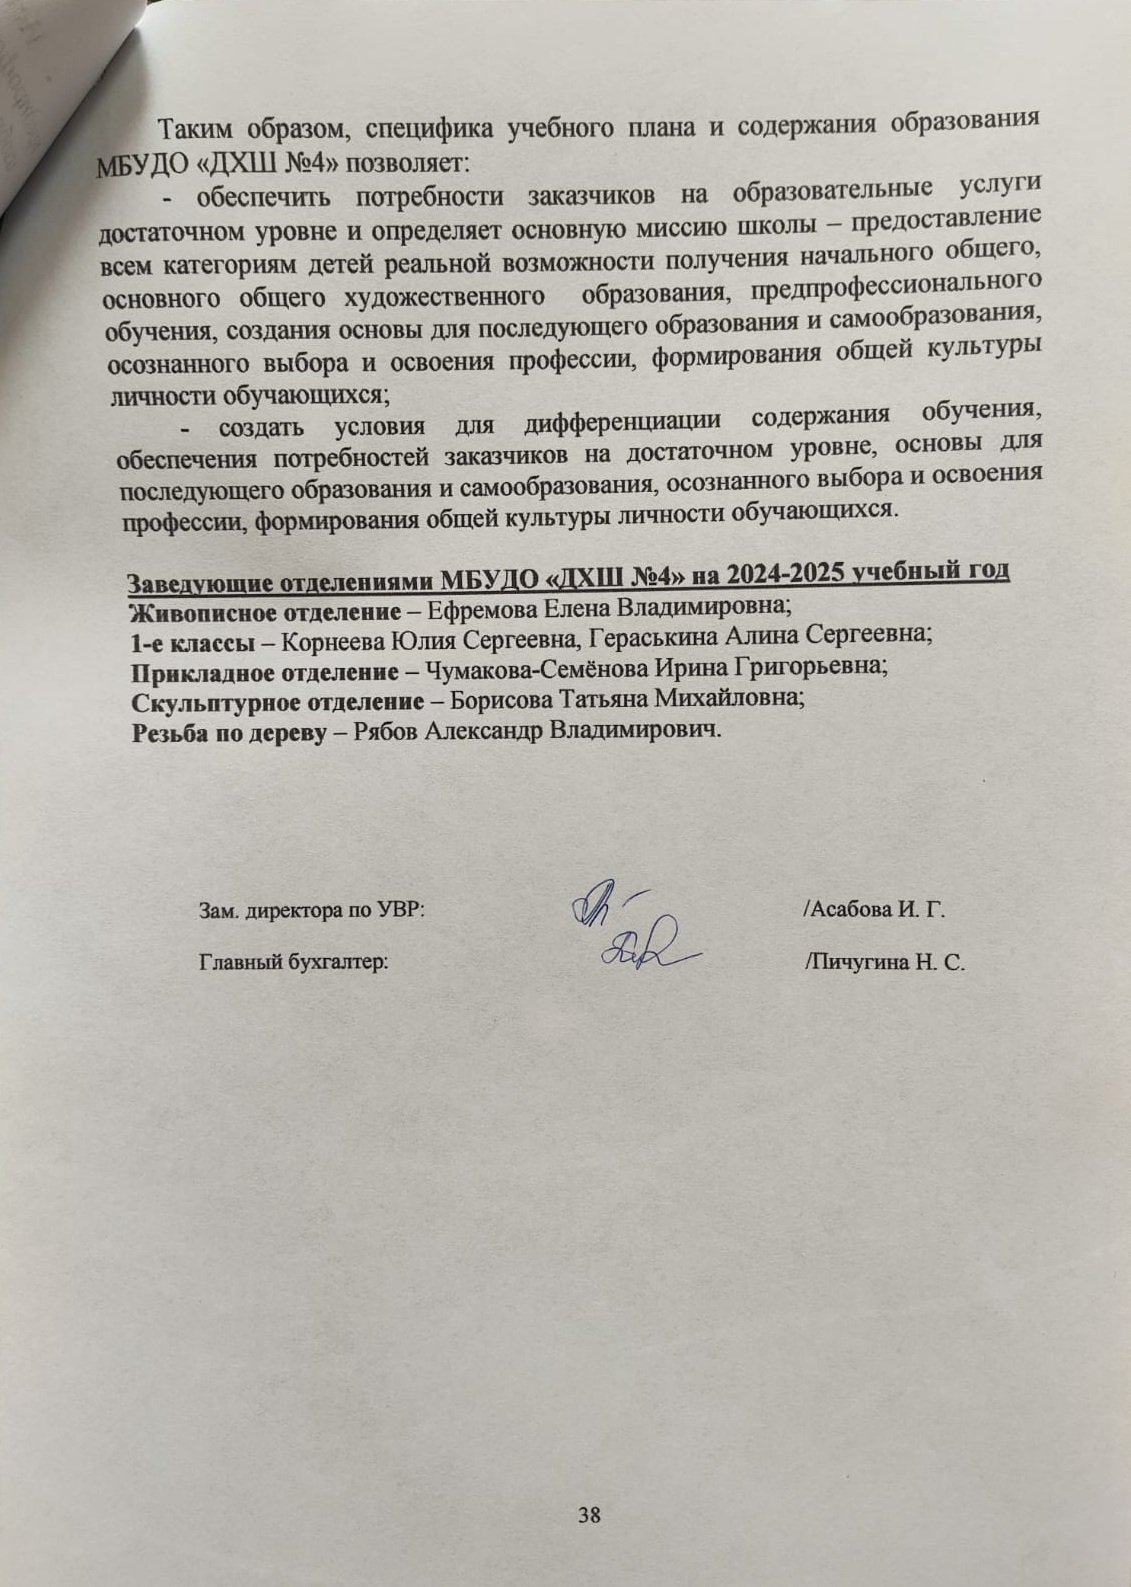 Таким образом, специфика учебного плана и содержания образования
МБУДО «ДХШ №4» позволяет:
- обеспечить потребности заказчиков на образовательные услуги
достаточном уровне и определяет основную миссию школы – предоставление
всем категориям детей реальной возможности получения начального общего,
основного общего художественного образования, предпрофессионального
обучения, создания основы для последующего образования и самообразования,
осознанного выбора и освоения профессии, формирования общей культуры
личности обучающихся;
- создать условия для дифференциации содержания обучения,
обеспечения потребностей заказчиков на достаточном уровне, основы для
последующего образования и самообразования, осознанного выбора и освоения
профессии, формирования общей культуры личности обучающихся.
Заведующие отделениями МБУДО «ДХШ №4» на 2024-2025 учебный год
Живописное отделение – Ефремова Елена Владимировна;
1-е классы – Корнеева Юлия Сергеевна, Гераськина Алина Сергеевна;
Прикладное отделение – Чумакова-Семёнова Ирина Григорьевна;
Скульптурное отделение – Борисова Татьяна Михайловна;
Резьба по дереву – Рябов Александр Владимирович.
Зам. директора по УВР: /Асабова И. Г.
Главный бухгалтер: /Пичугина Н. С.
38